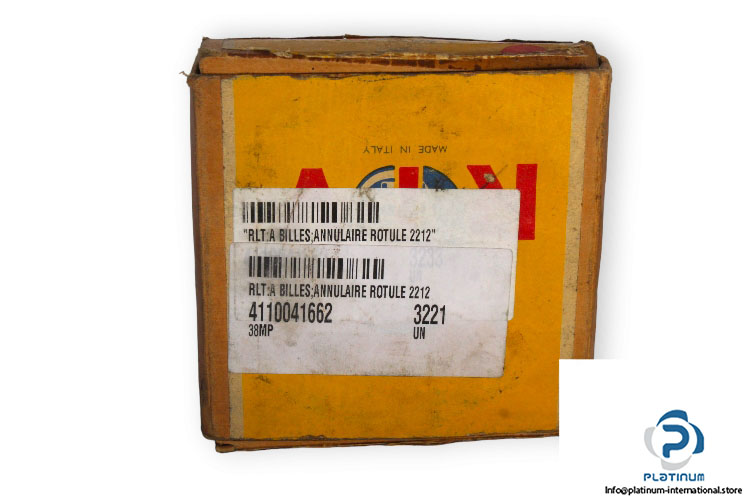 MADE IN ITALY
"RLT:A BILLES:ANNULAIRE ROTULE 2212"
3233
RLT:A BILLES:ANNULAIRE ROTULE 2212
4110041662 3221
38MP UN
PLATINUM
Info@platinum-international.store